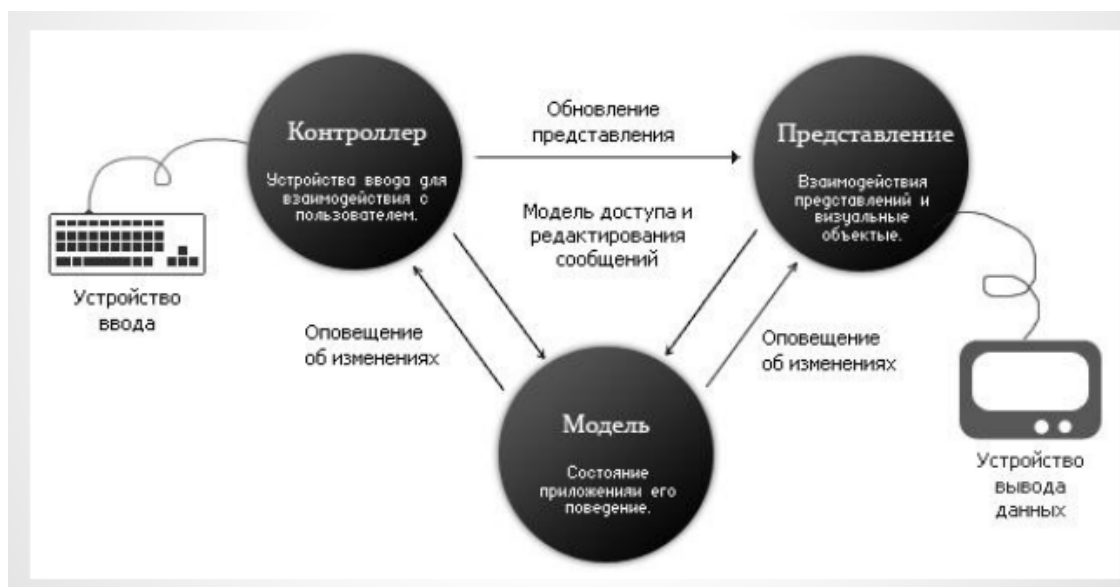 Контроллер
Устройства ввода для
взаимодействия с
пользователем.
Обновление
представления
Представление
Взаимодействия
представлений и
визуальные
объектые.
Модель доступа и
редактирования
сообщений
Устройство
ввода
Оповещение
об изменениях
Оповещение
об изменениях
Модель
Состояние
приложенияи его
поведение.
Устройство
вывода
данных